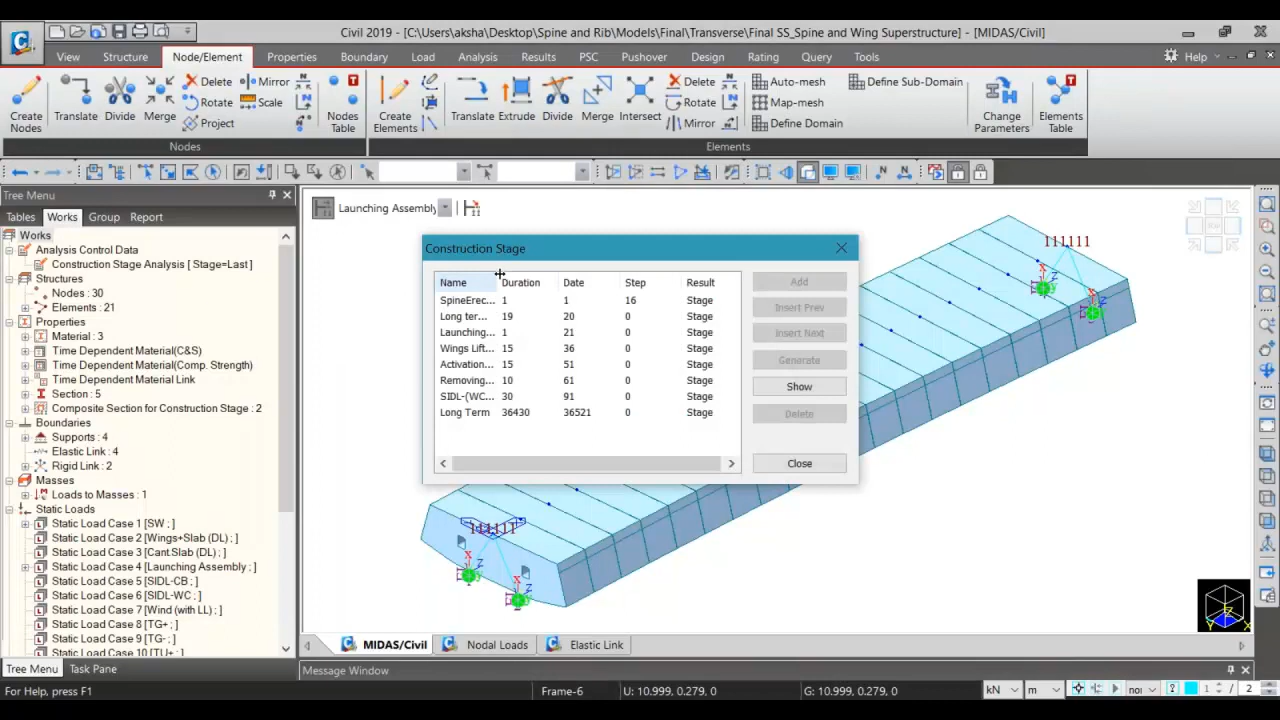 Civil 2019 - [C:\Users\aksha\Desktop\Spine and Rib\Models\Final\Transverse\Final SS_Spine and Wing Superstructure] - [MIDAS/Civil]
View Structure Node/Element Properties Boundary Load Analysis Results PSC Pushover Design Rating Query Tools Help
Create Nodes Translate Divide Merge Delete Rotate Project Mirror Scale Nodes Table
Create Elements Translate Extrude Divide Merge Intersect Delete Rotate Mirror Auto-mesh Map-mesh Define Domain Define Sub-Domain Change Parameters Elements Table
Nodes Elements
Tree Menu
Tables Works Group Report
Works
Analysis Control Data
Construction Stage Analysis [ Stage=Last ]
Structures
Nodes : 30
Elements : 21
Properties
Material : 3
Time Dependent Material(C&S)
Time Dependent Material(Comp. Strength)
Time Dependent Material Link
Section : 5
Composite Section for Construction Stage : 2
Boundaries
Supports : 4
Elastic Link : 4
Rigid Link : 2
Masses
Loads to Masses : 1
Static Loads
Static Load Case 1 [SW ; ]
Static Load Case 2 [Wings+Slab (DL) ; ]
Static Load Case 3 [Cant.Slab (DL) ; ]
Static Load Case 4 [Launching Assembly ; ]
Static Load Case 5 [SIDL-CB ; ]
Static Load Case 6 [SIDL-WC ; ]
Static Load Case 7 [Wind (with LL) ; ]
Static Load Case 8 [TG+ ; ]
Static Load Case 9 [TG- ; ]
Static Load Case 10 [TU+ ; ]
Tree Menu Task Pane
Launching Assembly
Construction Stage
Name Duration Date Step Result
SpineErec... 1 1 16 Stage
Long ter... 19 20 0 Stage
Launching... 1 21 0 Stage
Wings Lift... 15 36 0 Stage
Activation... 15 51 0 Stage
Removing... 10 61 0 Stage
SIDL-(WC... 30 91 0 Stage
Long Term 36430 36521 0 Stage
Add
Insert Prev
Insert Next
Generate
Show
Delete
Close
111111
x
z
x
z
TOP
111111
x
z
y
x
z
y
MIDAS/Civil Nodal Loads Elastic Link
Message Window
For Help, press F1 Frame-6 U: 10.999, 0.279, 0 G: 10.999, 0.279, 0 kN m nor 1 / 2